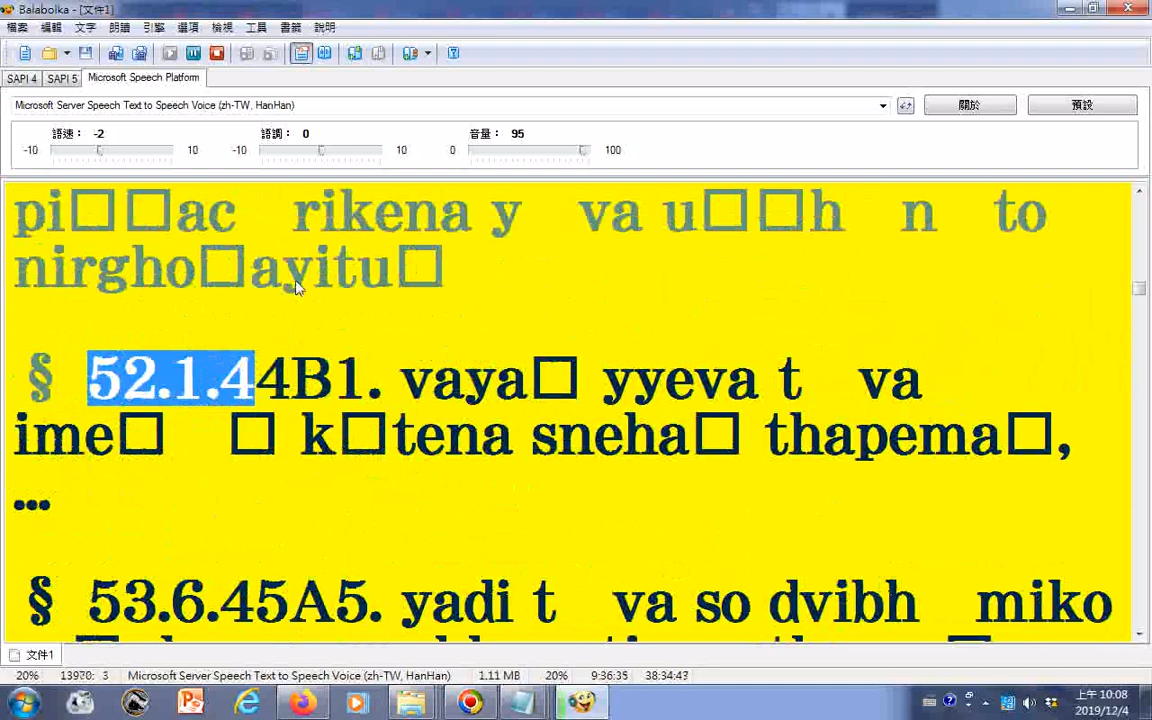 Balabolka - [文件1]
檔案 編輯 文字 朗讀 引擎 選項 檢視 工具 書籤 說明
SAPI 4 SAPI 5 Microsoft Speech Platform
Microsoft Server Speech Text to Speech Voice (zh-TW, HanHan) 關於 預設
語速： -2 語調： 0 音量： 95
-10 10 -10 10 0 100
pi□□ac rikena y va u□□h n to
nirgho□ayitu□
§ 52.1.44B1. vaya□ yyeva t va
ime□ □ k□tena sneha□ thapema□,
...
§ 53.6.45A5. yadi t va so dvibh miko
文件1
20% 13970: 3 Microsoft Server Speech Text to Speech Voice (zh-TW, HanHan) 1.11 MB 20% 9:36:35 38:34:43
上午 10:08
2019/12/4